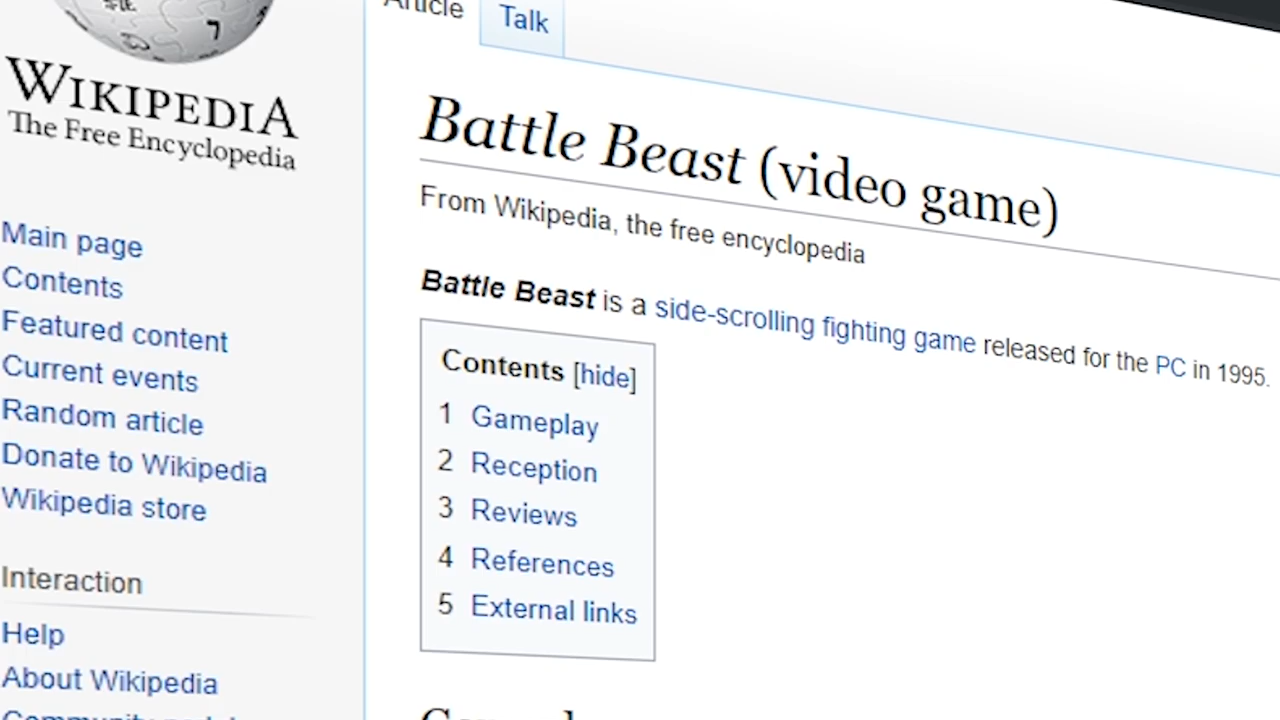 Article
Talk
WIKIPEDIA
The Free Encyclopedia
Battle Beast (video game)
From Wikipedia, the free encyclopedia
Battle Beast is a side-scrolling fighting game released for the PC in 1995.
Contents [hide]
1 Gameplay
2 Reception
3 Reviews
4 References
5 External links
Main page
Contents
Featured content
Current events
Random article
Donate to Wikipedia
Wikipedia store
Interaction
Help
About Wikipedia